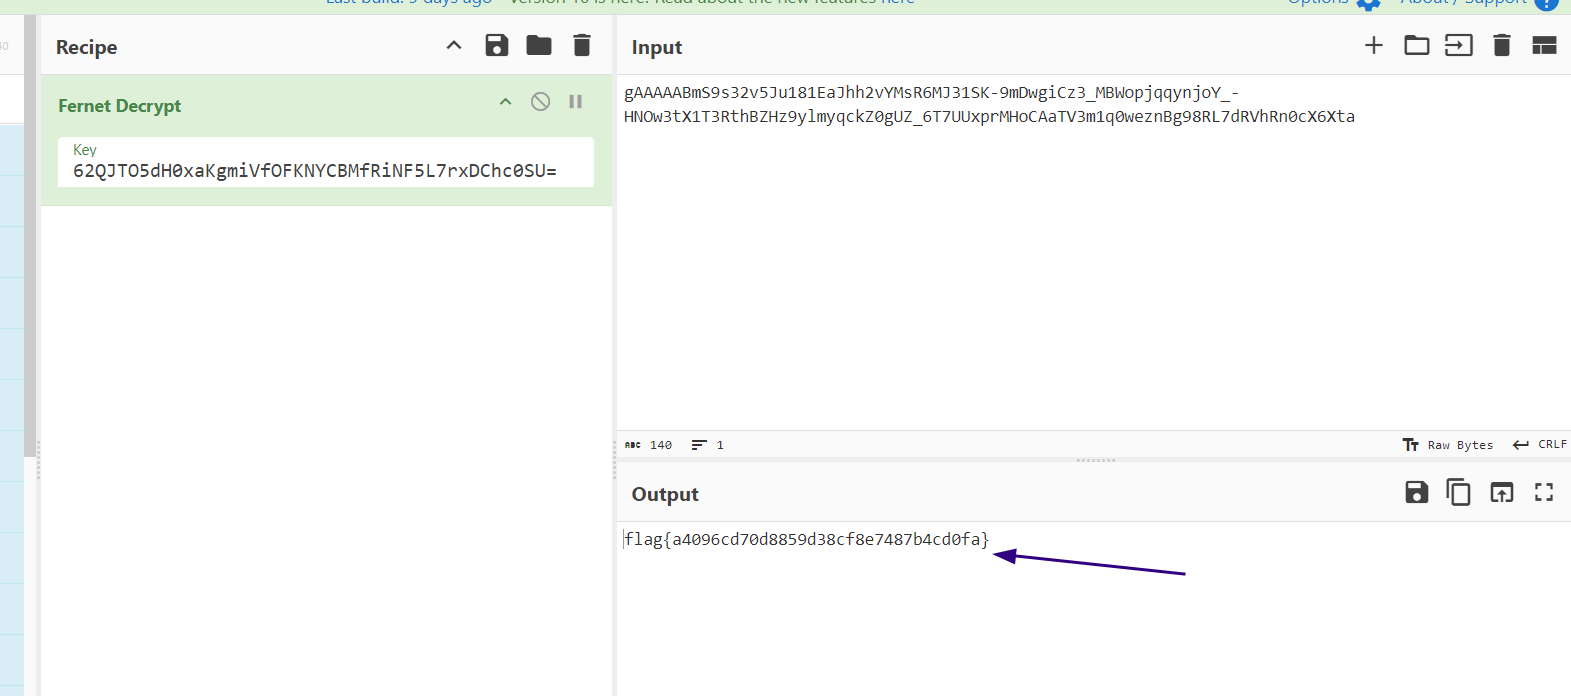 Last build: 9 days ago - Version 10 is here! Read about the new features here
Options
About / Support
Recipe
Fernet Decrypt
Key
62QJTO5dH0xaKgmiVfOFKNYCBMfRiNF5L7rxDChc0SU=
Input
gAAAAABmS9s32v5Ju181EaJhh2vYMsR6MJ31SK-9mDwgiCz3_MBWopjqqynjoY_-
HNOw3tX1T3RthBZHz9ylmyqckZ0gUZ_6T7UUxprMHoCAaTV3m1q0weznBg98RL7dRVhRn0cX6Xta
ABC 140 1
Raw Bytes CRLF
Output
flag{a4096cd70d8859d38cf8e7487b4cd0fa}